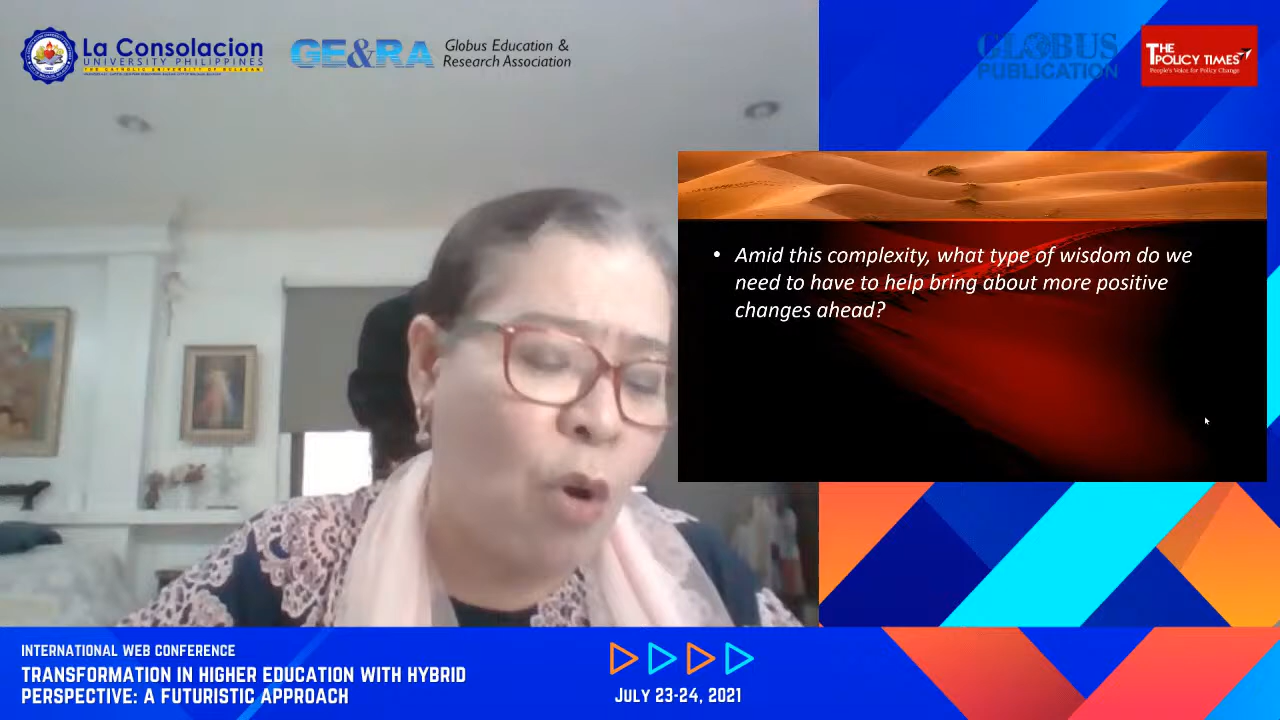 La Consolacion
UNIVERSITY PHILIPPINES
GE&RA
Globus Education &
Research Association
GLOBUS
PUBLICATION
THE
POLICY TIMES
People's Voice for Policy Change
• Amid this complexity, what type of wisdom do we
need to have to help bring about more positive
changes ahead?
INTERNATIONAL WEB CONFERENCE
TRANSFORMATION IN HIGHER EDUCATION WITH HYBRID
PERSPECTIVE: A FUTURISTIC APPROACH
JULY 23-24, 2021